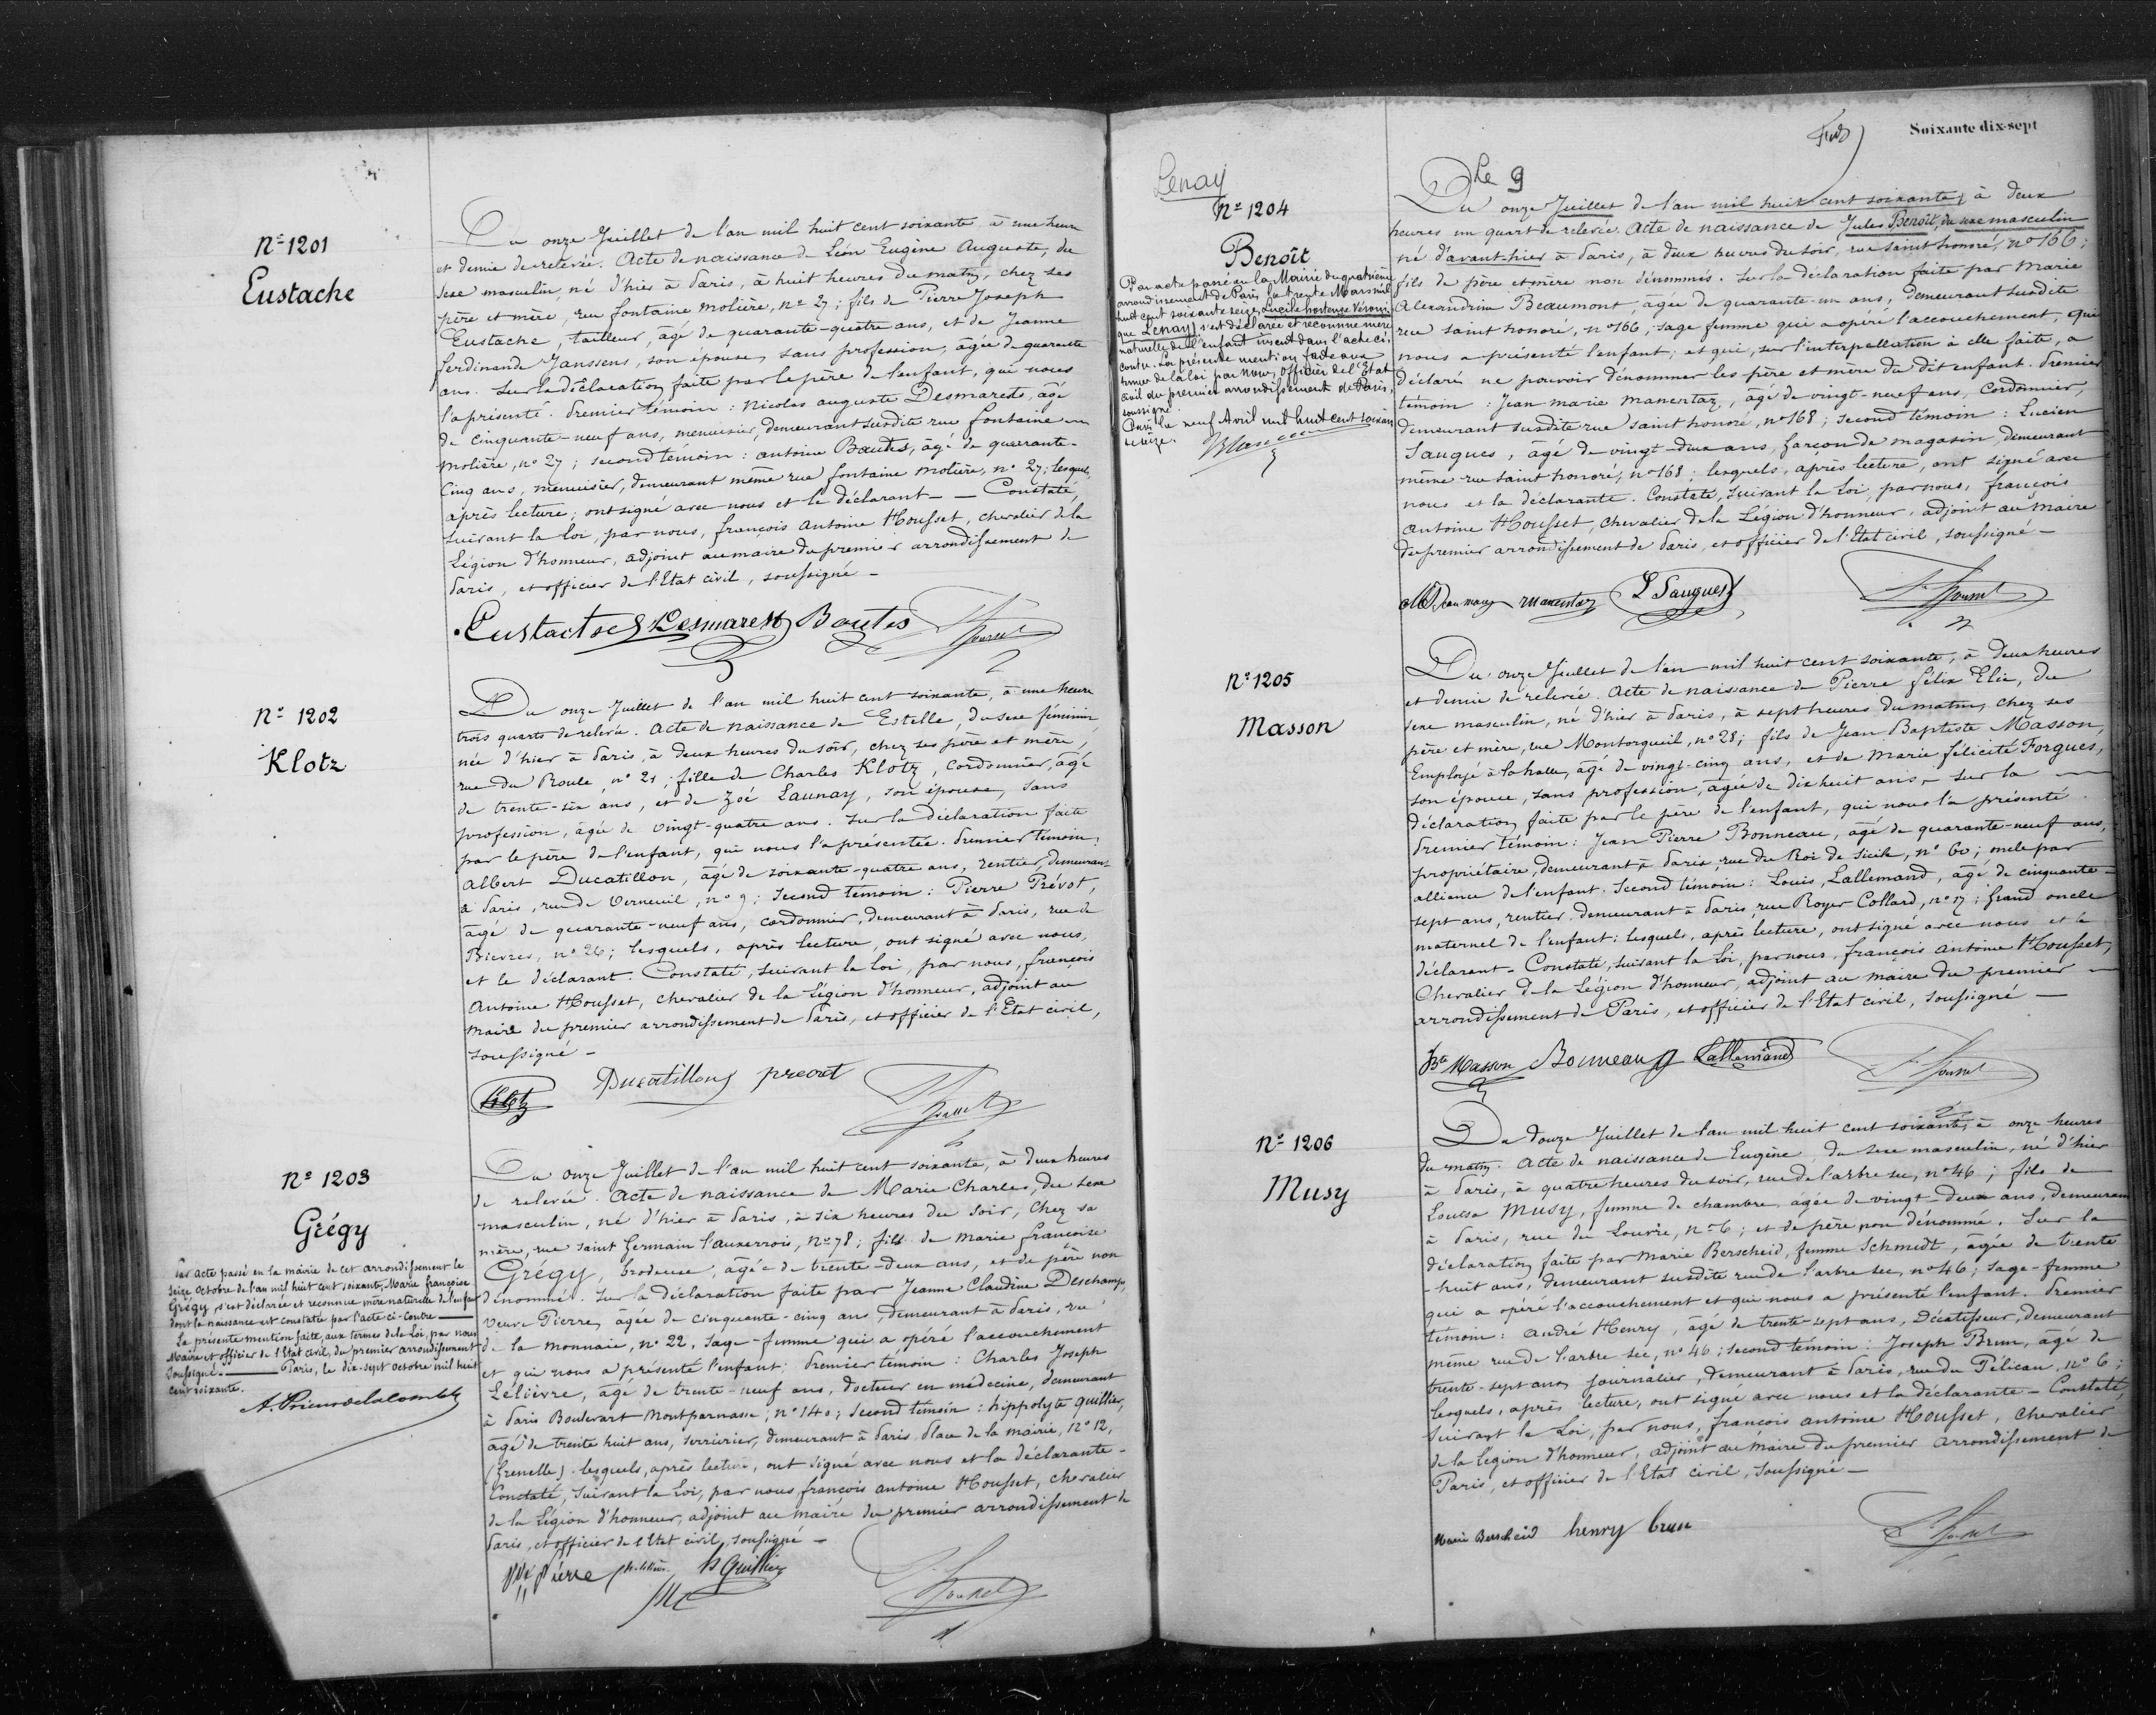 Nº 1201
Eustache
Du onze Juillet de l'an mil huit cent soixante à une heure
et demie de relevée. Acte de naissance de Léon Eugène Auguste, du
sexe masculin, né d'hier à Paris, à huit heures du matin, chez ses
père et mère, rue fontaine molière, nº 27; fils de Pierre Joseph
Eustache, tailleur, âgé de quarante-quatre ans, et de Jeanne
ferdinande Janssens, son épouse, sans profession, âgée de quarante
ans. Sur la déclaration faite par le père de l'enfant, qui nous
l'a présenté. Premier témoin: Nicolas auguste Desmarest, âgé
de cinquante-neuf ans, menuisier, demeurant susdite rue fontaine
molière, nº 27; second témoin: antoine Boutes, âgé de quarante-
cinq ans, menuisier, demeurant même rue fontaine molière, nº 27; lesquels,
après lecture, ont signé avec nous et le déclarant — Constaté,
suivant la loi, par nous, françois Antoine Housset, chevalier de la
Légion d'honneur, adjoint au maire du premier arrondissement de
Paris, et officier de l'Etat civil, soussigné —
Eustache Desmarest Boutes Housset
Nº 1202
Klotz
Du onze Juillet de l'an mil huit cent soixante, à une heure
trois quarts de relevée. Acte de naissance de Estelle, du sexe féminin
née d'hier à Paris, à deux heures du soir, chez ses père et mère,
rue du Roule, nº 21; fille de Charles Klotz, cordonnier, âgé
de trente-six ans, et de Zoé Launay, son épouse, sans
profession, âgée de vingt-quatre ans. Sur la déclaration faite
par le père de l'enfant, qui nous l'a présentée. Premier témoin:
Albert Ducatillon, âgé de soixante-quatre ans, rentier, demeurant
à Paris, rue de Verneuil, nº 9; second témoin: Pierre Prévot,
âgé de quarante-neuf ans, cordonnier, demeurant à Paris, rue de
Bievres, nº 26; lesquels, après lecture, ont signé avec nous,
et le déclarant. Constaté, suivant la loi, par nous, françois
Antoine Housset, chevalier de la Légion d'honneur, adjoint au
maire du premier arrondissement de Paris, et officier de l'Etat civil,
soussigné —
Klotz Ducatillon prevot Housset
Nº 1203
Grégy
Par acte passé en la mairie de cet arrondissement le
seize octobre de l'an mil huit cent soixante, Marie françoise
Grégy s'est déclarée et reconnue mère naturelle de l'enfant
dont la naissance est constatée par l'acte ci-contre —
La présente mention faite, aux termes de la Loi, par nous
Maire et officier de l'Etat civil, du premier arrondissement
soussigné. — Paris, le dix-sept octobre mil huit
cent soixante.
Du onze Juillet de l'an mil huit cent soixante, à deux heures
de relevée. Acte de naissance de Marie Charles, du sexe
masculin, né d'hier à Paris, à six heures du soir, chez sa
mère, rue saint Germain l'auxerrois, Nº 78; fils de marie françoise
Grégy, brodeuse, âgée de trente-deux ans, et de père non
dénommé. Sur la déclaration faite par Jeanne Claudine Deschamps,
veuve Pierre, âgée de cinquante-cinq ans, demeurant à Paris, rue
de la monnaie, nº 22, sage-femme qui a opéré l'accouchement
et qui nous a présenté l'enfant. Premier témoin: Charles Joseph
Lélièvre, âgé de trente-neuf ans, docteur en médecine, demeurant
à Paris Boulevart Montparnasse, nº 140; second témoin: hippolyte quillier,
âgé de trente huit ans, serrurier, demeurant à Paris place de la mairie, nº 12,
(Grenelle). lesquels, après lecture, ont signé avec nous et la déclarante —
Constaté, suivant la loi, par nous, françois antoine Housset, chevalier
de la Légion d'honneur, adjoint au maire du premier arrondissement de
Paris, et officier de l'Etat civil, soussigné —
Vve Pierre h Quillier Housset
Soixante dix-sept
Lenay
Nº 1204
Benoît
Par acte passé en la Mairie du quatrième
arrondissement de Paris le trente Mars mil
huit cent soixante seize, Lucile hortense Véroni
que Lenay s'est déclarée et reconnue mère
naturelle de l'enfant inscrit dans l'acte ci-
contre. La présente mention faite aux
termes de la loi par nous, officier de l'Etat
civil du premier arrondissement de Paris,
soussigné.
Paris le neuf Avril mil huit cent soixan
te seize.
Le 9
Du onze Juillet de l'an mil huit cent soixante, à deux
heures un quart de relevée. Acte de naissance de Jules Benoît, du sexe masculin
né d'avant-hier à Paris, à deux heures du soir, rue saint honoré, nº 166;
fils de père et mère non dénommés. Sur la déclaration faite par Marie
Alexandrine Beaumont, âgée de quarante-un ans, demeurant susdite
rue saint honoré, nº 166, sage femme qui a opéré l'accouchement, qui
nous a présenté l'enfant, et qui, sur l'interpellation à elle faite, a
déclaré ne pouvoir dénommer les père et mère du dit enfant. Premier
témoin: Jean marie manentaz, âgé de vingt-neuf ans, cordonnier,
demeurant susdite rue saint honoré, nº 168; second témoin: Lucien
Saugues, âgé de vingt-deux ans, garçon de magasin, demeurant
même rue saint honoré, nº 168; lesquels, après lecture, ont signé avec
nous et la déclarante. Constaté, suivant la loi, par nous, françois
Antoine Housset, chevalier de la Légion d'honneur, adjoint au maire
du premier arrondissement de Paris, et officier de l'Etat civil, soussigné —
manentaz L Saugues Housset
Nº 1205
Masson
Du onze Juillet de l'an mil huit cent soixante, à deux heures
et demie de relevée. Acte de naissance de Pierre félix Elie, du
sexe masculin, né d'hier à Paris, à sept heures du matin, chez ses
père et mère, rue Montorgueil, nº 28; fils de Jean Baptiste Masson,
Employé à la halle, âgé de vingt-cinq ans, et de Marie félicité Forgues,
son épouse, sans profession, âgée de dix huit ans — Sur la
déclaration faite par le père de l'enfant, qui nous l'a présenté
Premier témoin: Jean Pierre Bonneau, âgé de quarante-neuf ans,
propriétaire, demeurant à Paris, rue du Roi de Sicile, nº 60; oncle par
alliance de l'enfant. Second témoin: Louis, Lallemand, âgé de cinquante-
sept ans, rentier, demeurant à Paris, rue Royer Collard, nº 17; grand oncle
maternel de l'enfant: lesquels, après lecture, ont signé avec nous et le
déclarant — Constaté, suivant la loi, par nous, françois antoine Housset,
Chevalier de la Légion d'honneur, adjoint au maire du premier
arrondissement de Paris, et officier de l'Etat civil, soussigné —
Bte Masson Bonneau Lallemand Housset
Nº 1206
Musy
Du douze Juillet de l'an mil huit cent soixante, à onze heures
du matin. Acte de naissance de Eugène, du sexe masculin, né d'hier
à Paris, à quatre heures du soir, rue de l'arbre sec, nº 46; fils de
Louisa Musy, femme de chambre, âgée de vingt-deux ans, demeurant
à Paris, rue du Louvre, nº 6; et de père non dénommé. Sur la
déclaration faite par Marie Berscheid, femme Schmidt, âgée de trente
-huit ans, demeurant susdite rue de l'arbre sec, nº 46; sage-femme
qui a opéré l'accouchement et qui nous a présenté l'enfant. Premier
témoin: André Henry, âgé de trente-sept ans, Décatisseur, demeurant
même rue de l'arbre sec, nº 46; second témoin: Joseph Brun, âgé de
trente-sept ans, journalier, demeurant à Paris, rue du Pélican, nº 6;
lesquels, après lecture, ont signé avec nous et la déclarante — Constaté,
suivant la Loi, par nous, françois antoine Housset, chevalier
de la Légion d'honneur, adjoint au maire du premier arrondissement de
Paris, et officier de l'Etat civil, soussigné —
Marie Berscheid henry brun Housset